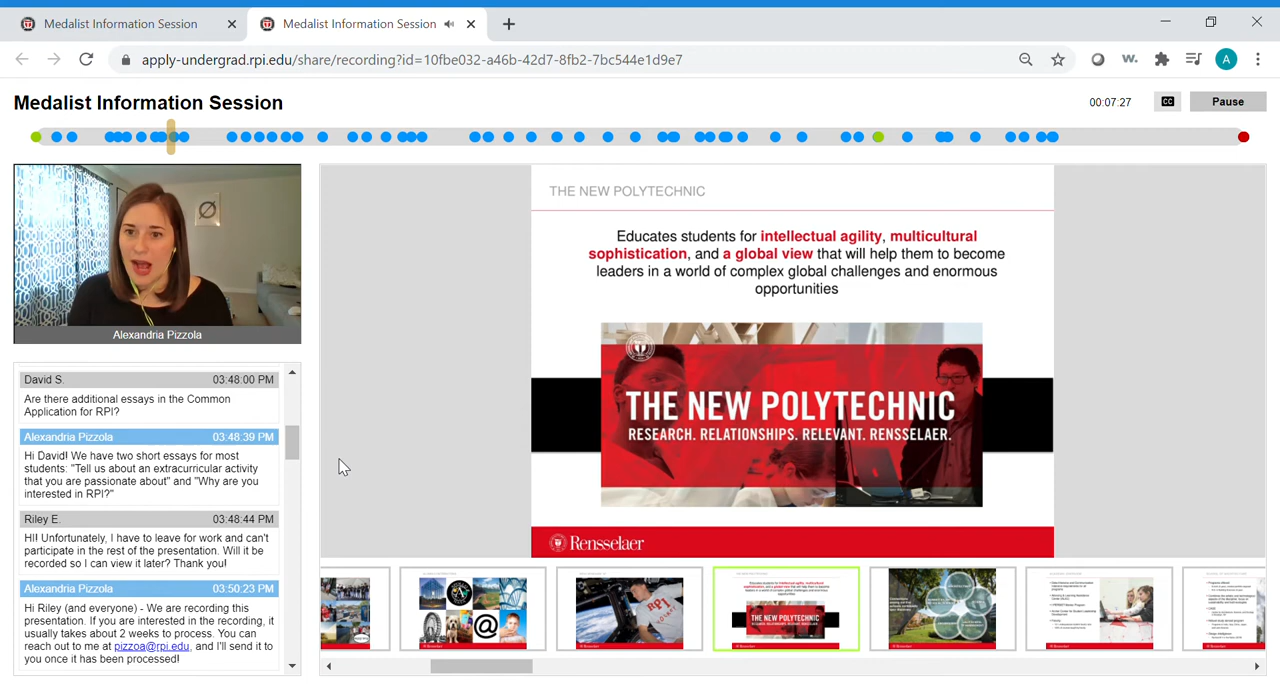 Medalist Information Session
Medalist Information Session
apply-undergrad.rpi.edu/share/recording?id=10fbe032-a46b-42d7-8fb2-7bc544e1d9e7
w.
A
Medalist Information Session
00:07:27
CC
Pause
Alexandria Pizzola
David S. 03:48:00 PM
Are there additional essays in the Common
Application for RPI?
Alexandria Pizzola 03:48:39 PM
Hi David! We have two short essays for most
students: "Tell us about an extracurricular activity
that you are passionate about" and "Why are you
interested in RPI?"
Riley E. 03:48:44 PM
HI! Unfortunately, I have to leave for work and can't
participate in the rest of the presentation. Will it be
recorded so I can view it later? Thank you!
Alexandria Pizzola 03:50:23 PM
Hi Riley (and everyone) - We are recording this
presentation. If you are interested in the recording, it
usually takes about 2 weeks to process. You can
reach out to me at pizzoa@rpi.edu, and I'll send it to
you once it has been processed!
THE NEW POLYTECHNIC
Educates students for intellectual agility, multicultural
sophistication, and a global view that will help them to become
leaders in a world of complex global challenges and enormous
opportunities
THE NEW POLYTECHNIC
RESEARCH. RELATIONSHIPS. RELEVANT. RENSSELAER.
Rensselaer